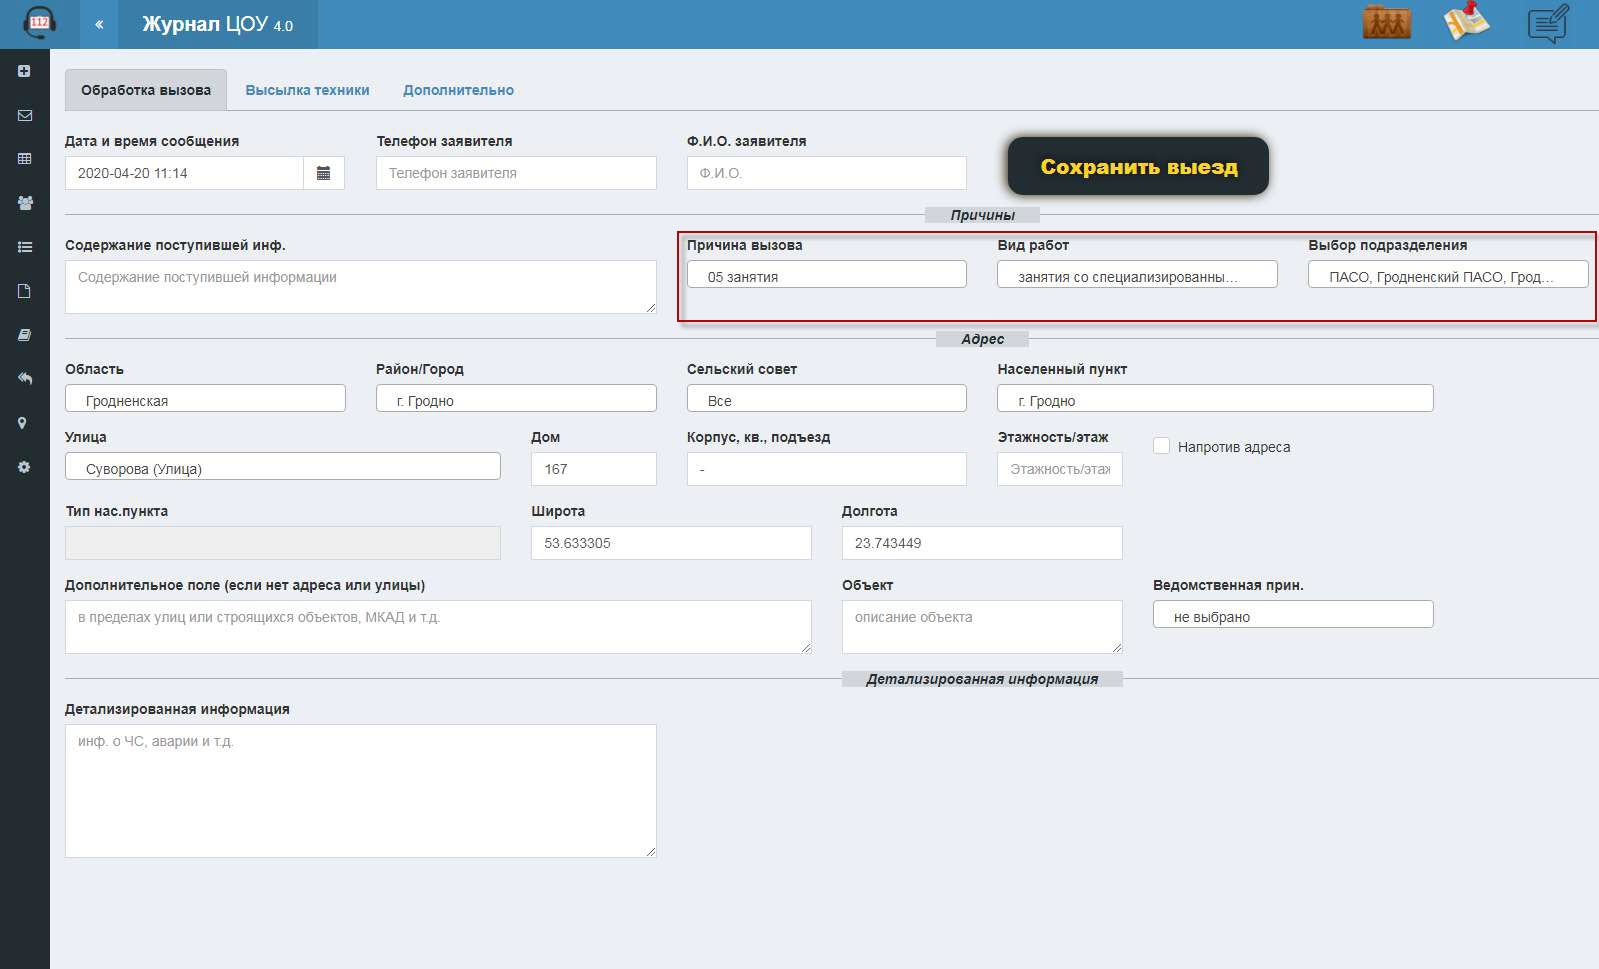 112
«
Журнал ЦОУ 4.0
Обработка вызова
Высылка техники
Дополнительно
Дата и время сообщения
Телефон заявителя
Ф.И.О. заявителя
2020-04-20 11:14
Телефон заявителя
Ф.И.О.
Сохранить выезд
Причины
Содержание поступившей инф.
Причина вызова
Вид работ
Выбор подразделения
Содержание поступившей информации
05 занятия
занятия со специализированны...
ПАСО, Гродненский ПАСО, Грод...
Адрес
Область
Район/Город
Сельский совет
Населенный пункт
Гродненская
г. Гродно
Все
г. Гродно
Улица
Дом
Корпус, кв., подъезд
Этажность/этаж
Напротив адреса
Суворова (Улица)
167
-
Этажность/этаж
Тип нас.пункта
Широта
Долгота
53.633305
23.743449
Дополнительное поле (если нет адреса или улицы)
Объект
Ведомственная прин.
в пределах улиц или строящихся объектов, МКАД и т.д.
описание объекта
не выбрано
Детализированная информация
Детализированная информация
инф. о ЧС, аварии и т.д.